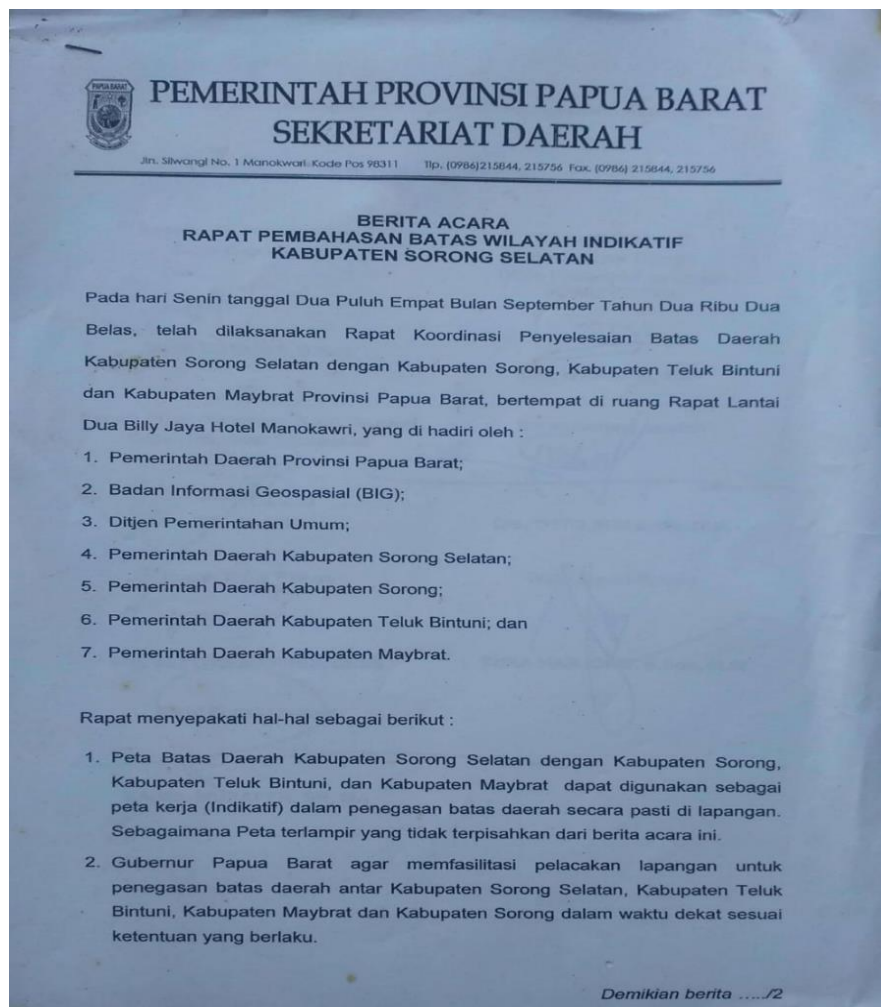 PAPUA BARAT
PEMERINTAH PROVINSI PAPUA BARAT
SEKRETARIAT DAERAH
Jln. Siliwangi No. 1 Manokwari Kode Pos 98311 Tlp. (0986)215844, 215756 Fax. (0986) 215844, 215756
BERITA ACARA
RAPAT PEMBAHASAN BATAS WILAYAH INDIKATIF
KABUPATEN SORONG SELATAN
Pada hari Senin tanggal Dua Puluh Empat Bulan September Tahun Dua Ribu Dua
Belas, telah dilaksanakan Rapat Koordinasi Penyelesaian Batas Daerah
Kabupaten Sorong Selatan dengan Kabupaten Sorong, Kabupaten Teluk Bintuni
dan Kabupaten Maybrat Provinsi Papua Barat, bertempat di ruang Rapat Lantai
Dua Billy Jaya Hotel Manokawri, yang di hadiri oleh :
1. Pemerintah Daerah Provinsi Papua Barat;
2. Badan Informasi Geospasial (BIG);
3. Ditjen Pemerintahan Umum;
4. Pemerintah Daerah Kabupaten Sorong Selatan;
5. Pemerintah Daerah Kabupaten Sorong;
6. Pemerintah Daerah Kabupaten Teluk Bintuni; dan
7. Pemerintah Daerah Kabupaten Maybrat.
Rapat menyepakati hal-hal sebagai berikut :
1. Peta Batas Daerah Kabupaten Sorong Selatan dengan Kabupaten Sorong,
Kabupaten Teluk Bintuni, dan Kabupaten Maybrat dapat digunakan sebagai
peta kerja (Indikatif) dalam penegasan batas daerah secara pasti di lapangan.
Sebagaimana Peta terlampir yang tidak terpisahkan dari berita acara ini.
2. Gubernur Papua Barat agar memfasilitasi pelacakan lapangan untuk
penegasan batas daerah antar Kabupaten Sorong Selatan, Kabupaten Teluk
Bintuni, Kabupaten Maybrat dan Kabupaten Sorong dalam waktu dekat sesuai
ketentuan yang berlaku.
Demikian berita ...../2